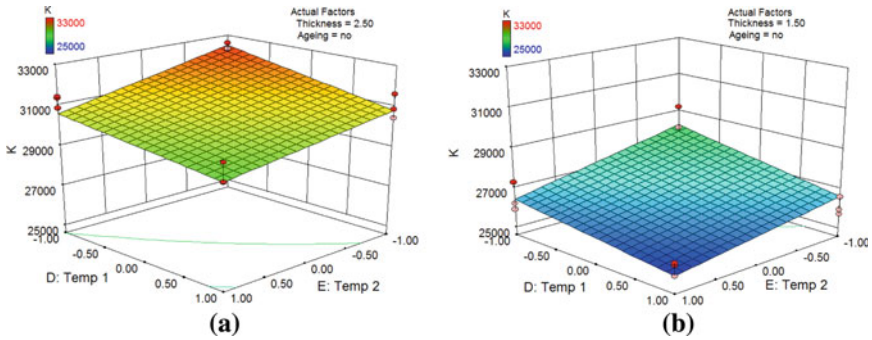 K
33000
25000
Actual Factors
Thickness = 2.50
Ageing = no
33000
31000
29000
27000
25000
K
-1.00
-0.50
0.00
0.50
1.00
D: Temp 1
1.00
0.50
0.00
-0.50
-1.00
E: Temp 2
(a)
K
33000
25000
Actual Factors
Thickness = 1.50
Ageing = no
33000
31000
29000
27000
25000
K
-1.00
-0.50
0.00
0.50
1.00
D: Temp 1
1.00
0.50
0.00
-0.50
-1.00
E: Temp 2
(b)